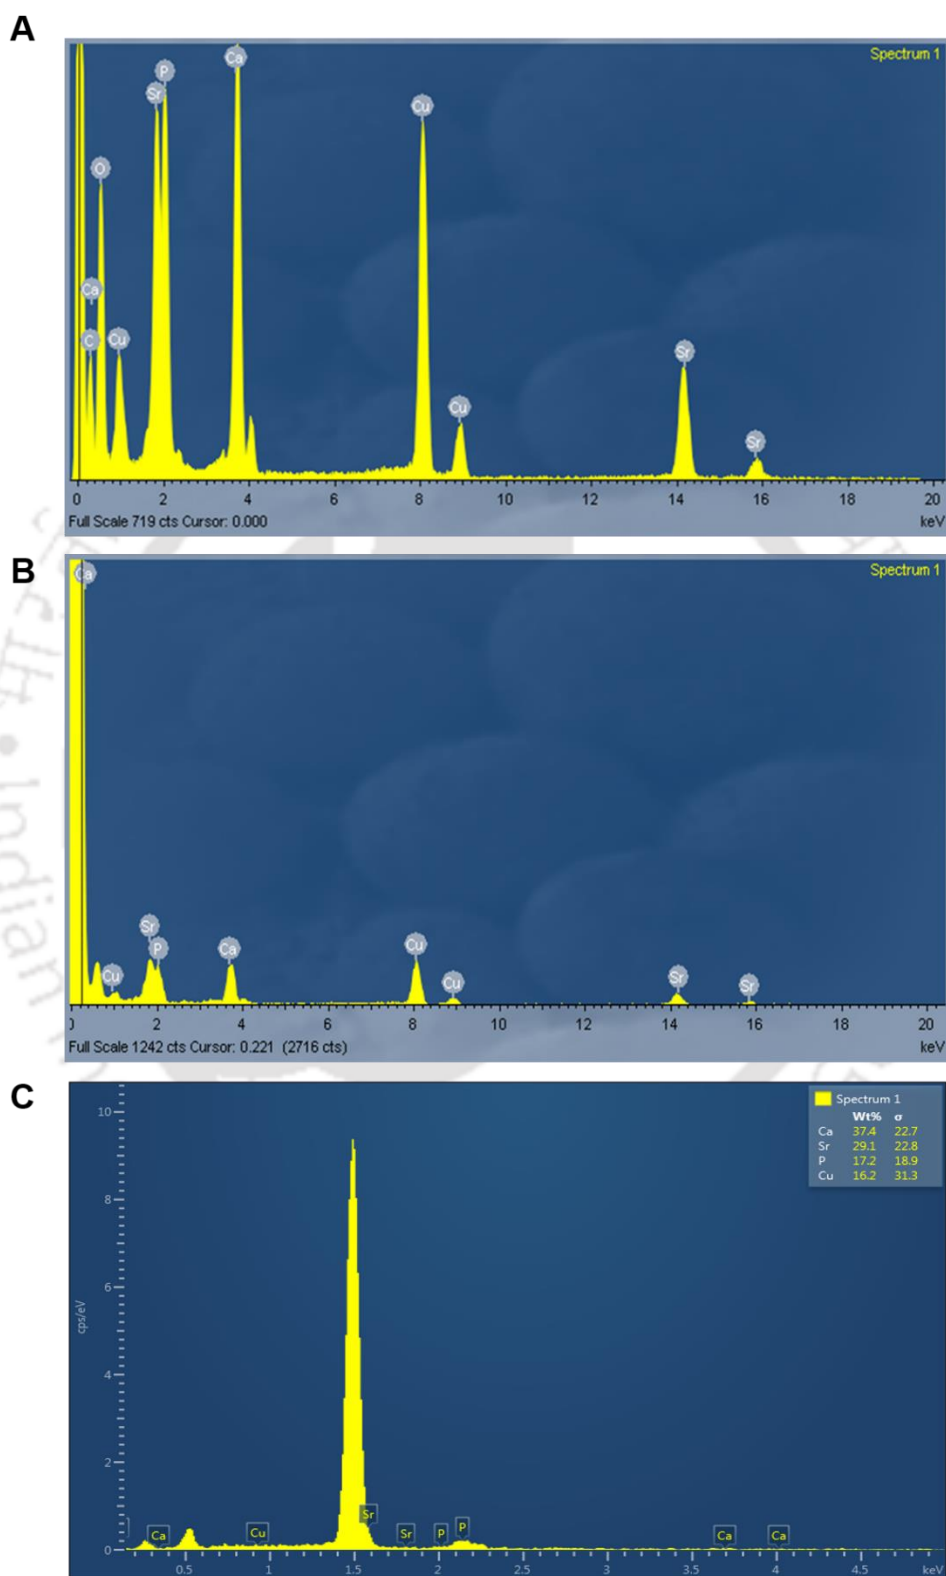 A
Spectrum 1
Ca
P
Sr
Cu
O
Ca
C
Cu
Sr
Cu
Sr
0 2 4 6 8 10 12 14 16 18 20
Full Scale 719 cts Cursor: 0.000 keV
B
Spectrum 1
Ca
Sr
P
Ca
Cu
Cu
Cu
Sr
Sr
2 4 6 8 10 12 14 16 18 20
Full Scale 1242 cts Cursor: 0.221 (2716 cts) keV
C
Spectrum 1
Wt% σ
Ca 37.4 22.7
Sr 29.1 22.8
P 17.2 18.9
Cu 16.2 31.3
10
8
6
cps/eV
4
2
0
Ca
Cu
Sr
Sr
P
P
Ca
Ca
0.5 1 1.5 2 2.5 3 3.5 4 4.5 keV
Indian